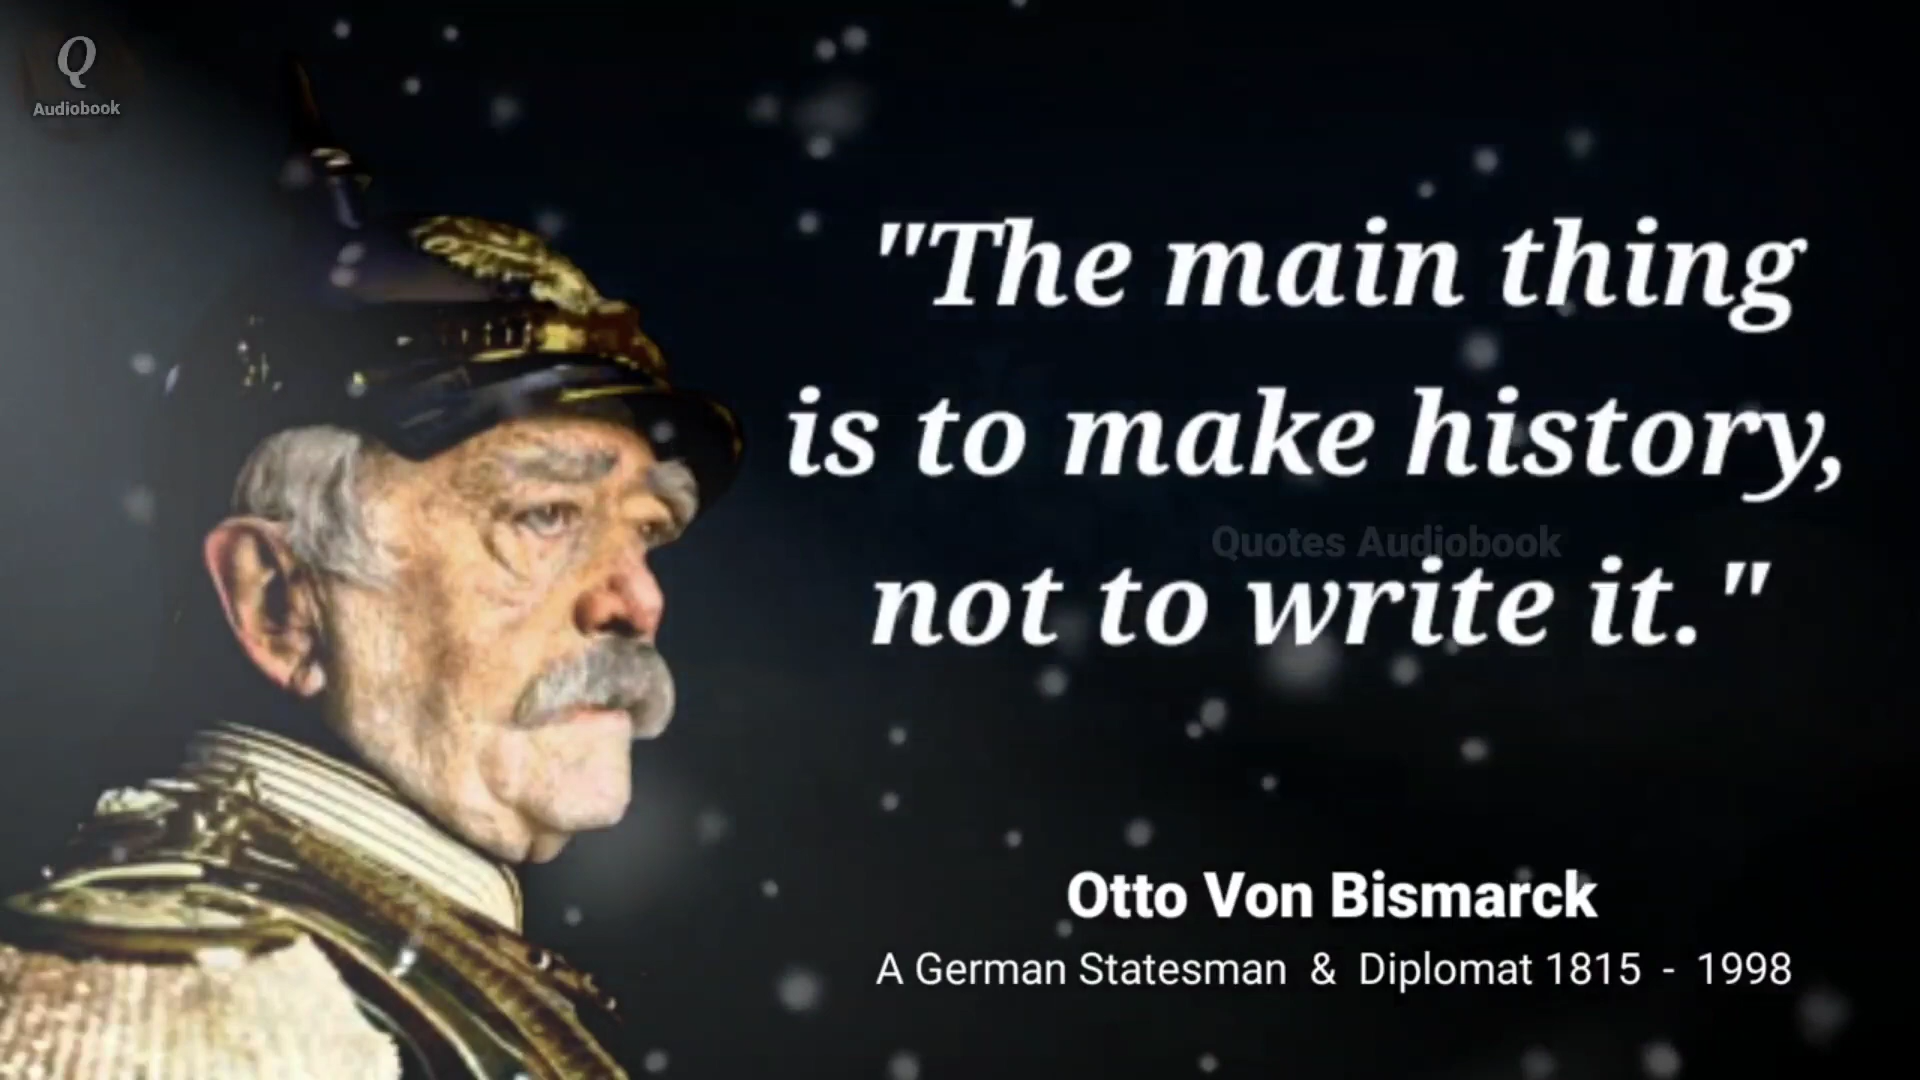 Q
Audiobook
"The main thing
is to make history,
Quotes Audiobook
not to write it."
Otto Von Bismarck
A German Statesman & Diplomat 1815 - 1998